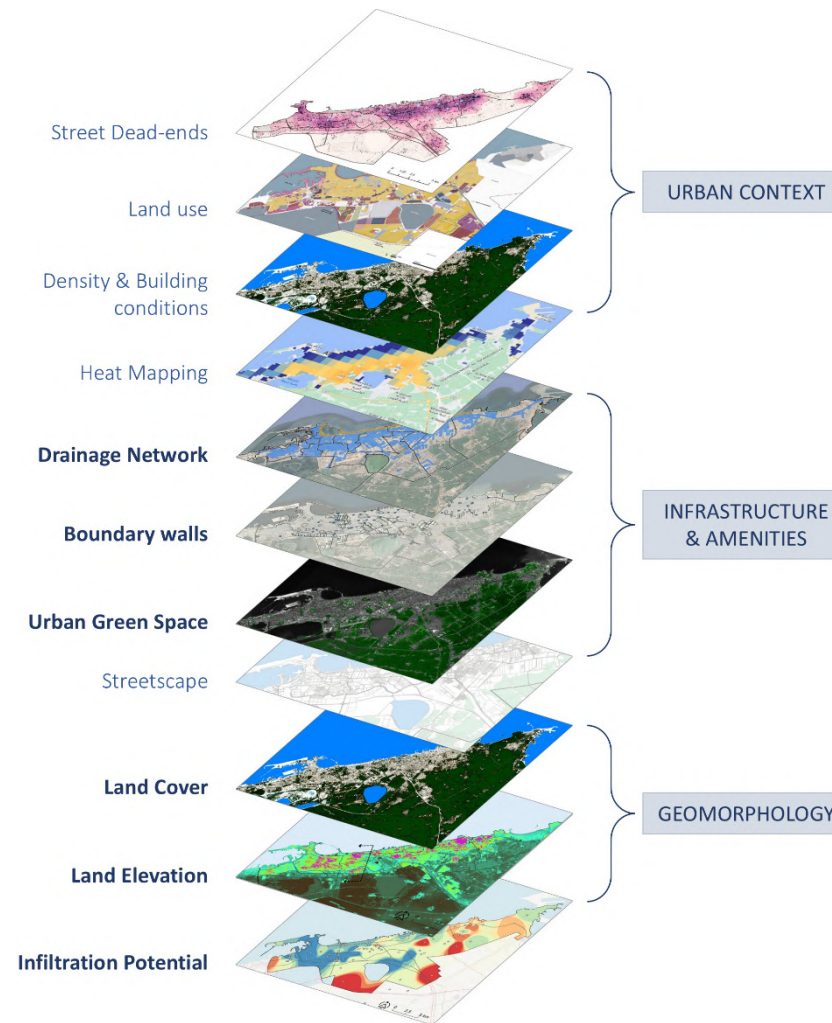 Street Dead-ends
Land use
URBAN CONTEXT
Density & Building
conditions
Heat Mapping
Drainage Network
Boundary walls
INFRASTRUCTURE
& AMENITIES
Urban Green Space
Streetscape
Land Cover
GEOMORPHOLOGY
Land Elevation
Infiltration Potential